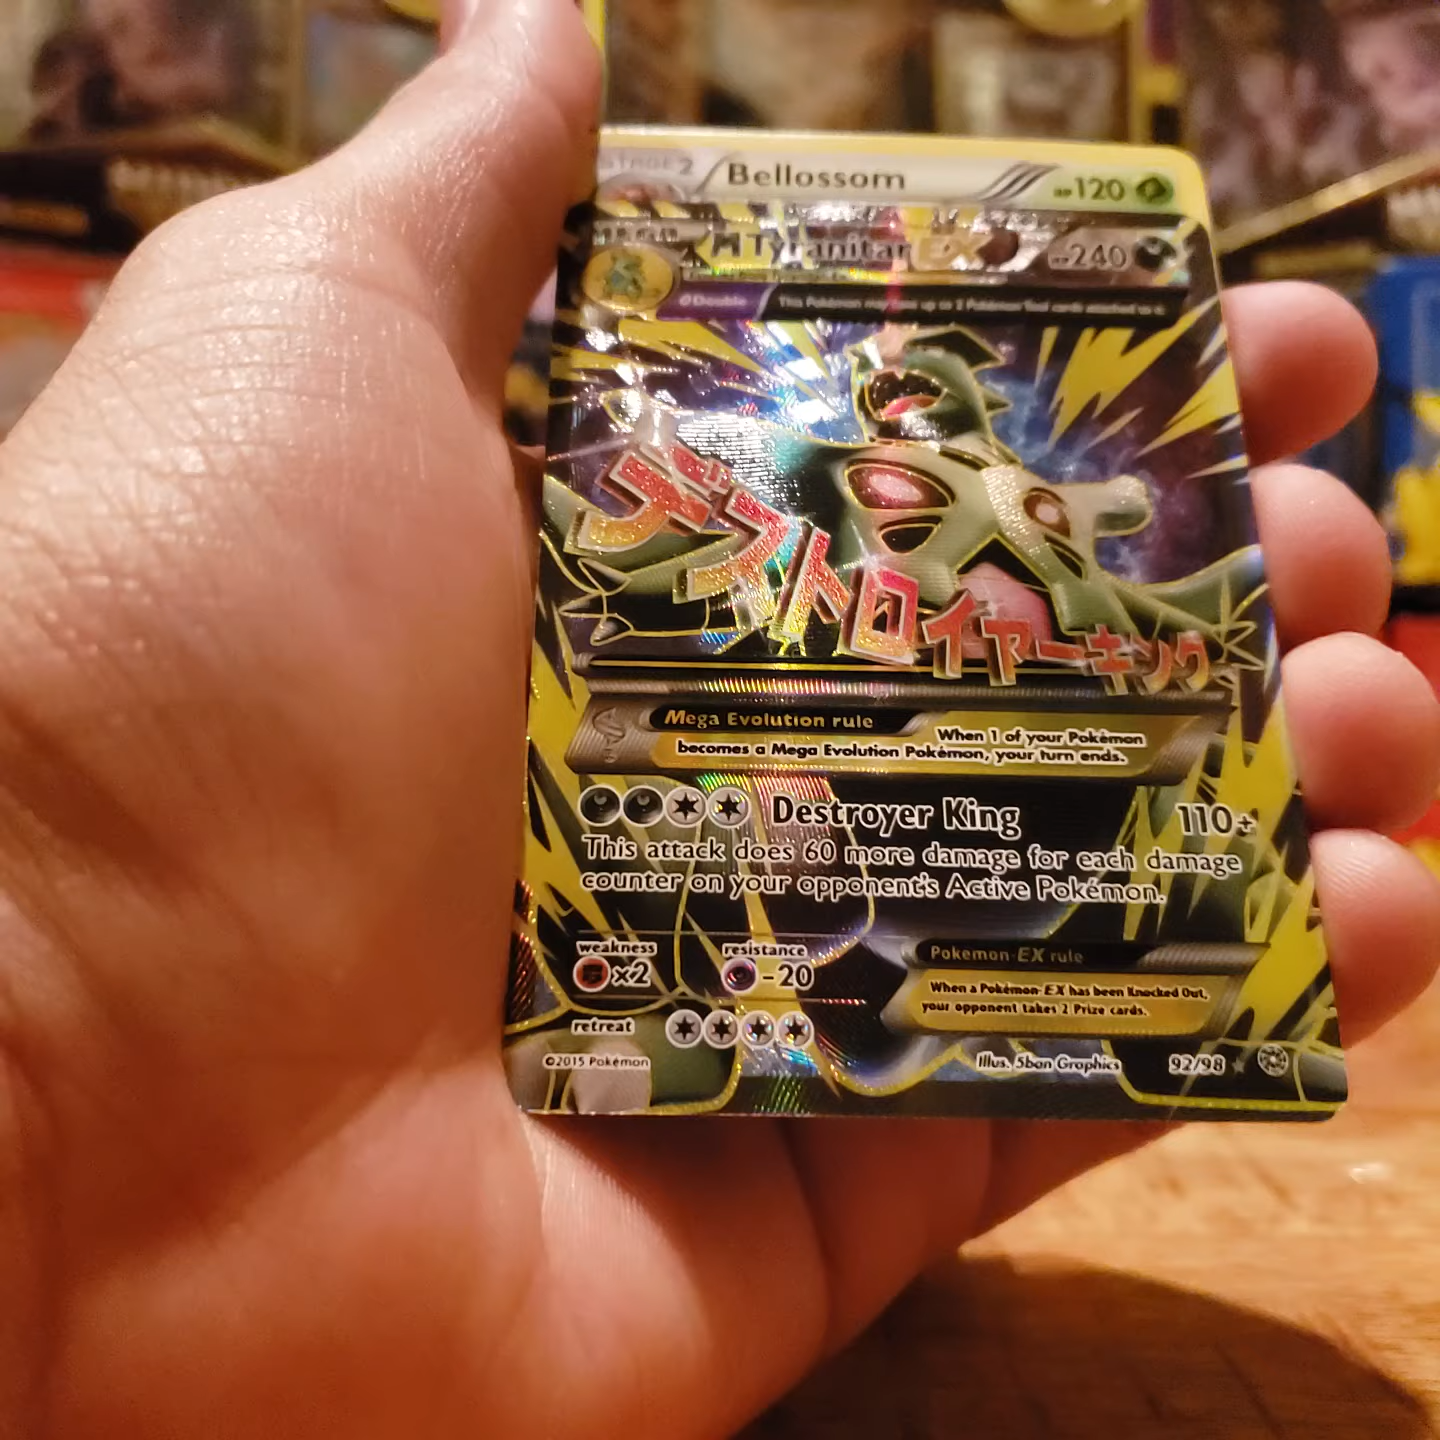 STAGE 2 Bellossom HP120
MEGA M Tyranitar EX HP240
θ Double This Pokémon may have up to 2 Pokémon Tool cards attached to it.
デストロイヤーキング
Mega Evolution rule When 1 of your Pokémon
becomes a Mega Evolution Pokémon, your turn ends.
Destroyer King 110+
This attack does 60 more damage for each damage
counter on your opponent's Active Pokémon.
weakness resistance
×2 -20
Pokémon-EX rule
When a Pokémon-EX has been Knocked Out,
your opponent takes 2 Prize cards.
retreat
©2015 Pokémon Illus. 5ban Graphics 92/98